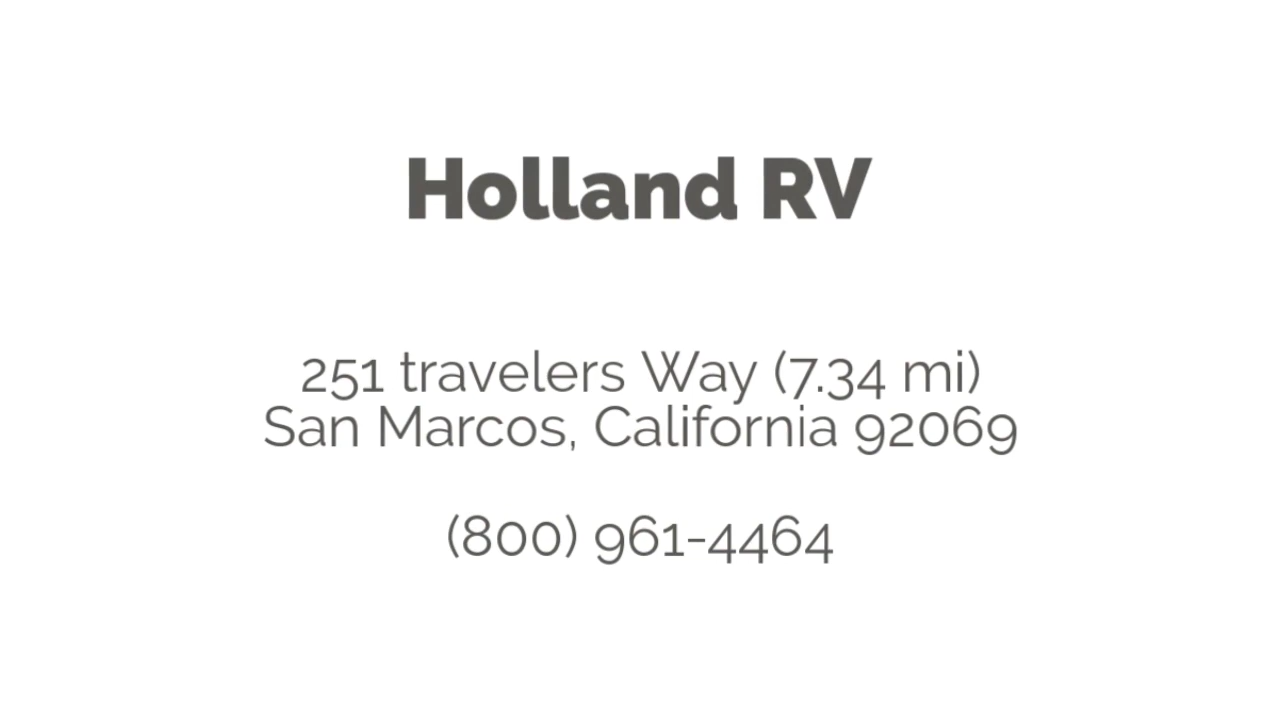 Holland RV
251 travelers Way (7.34 mi)
San Marcos, California 92069
(800) 961-4464